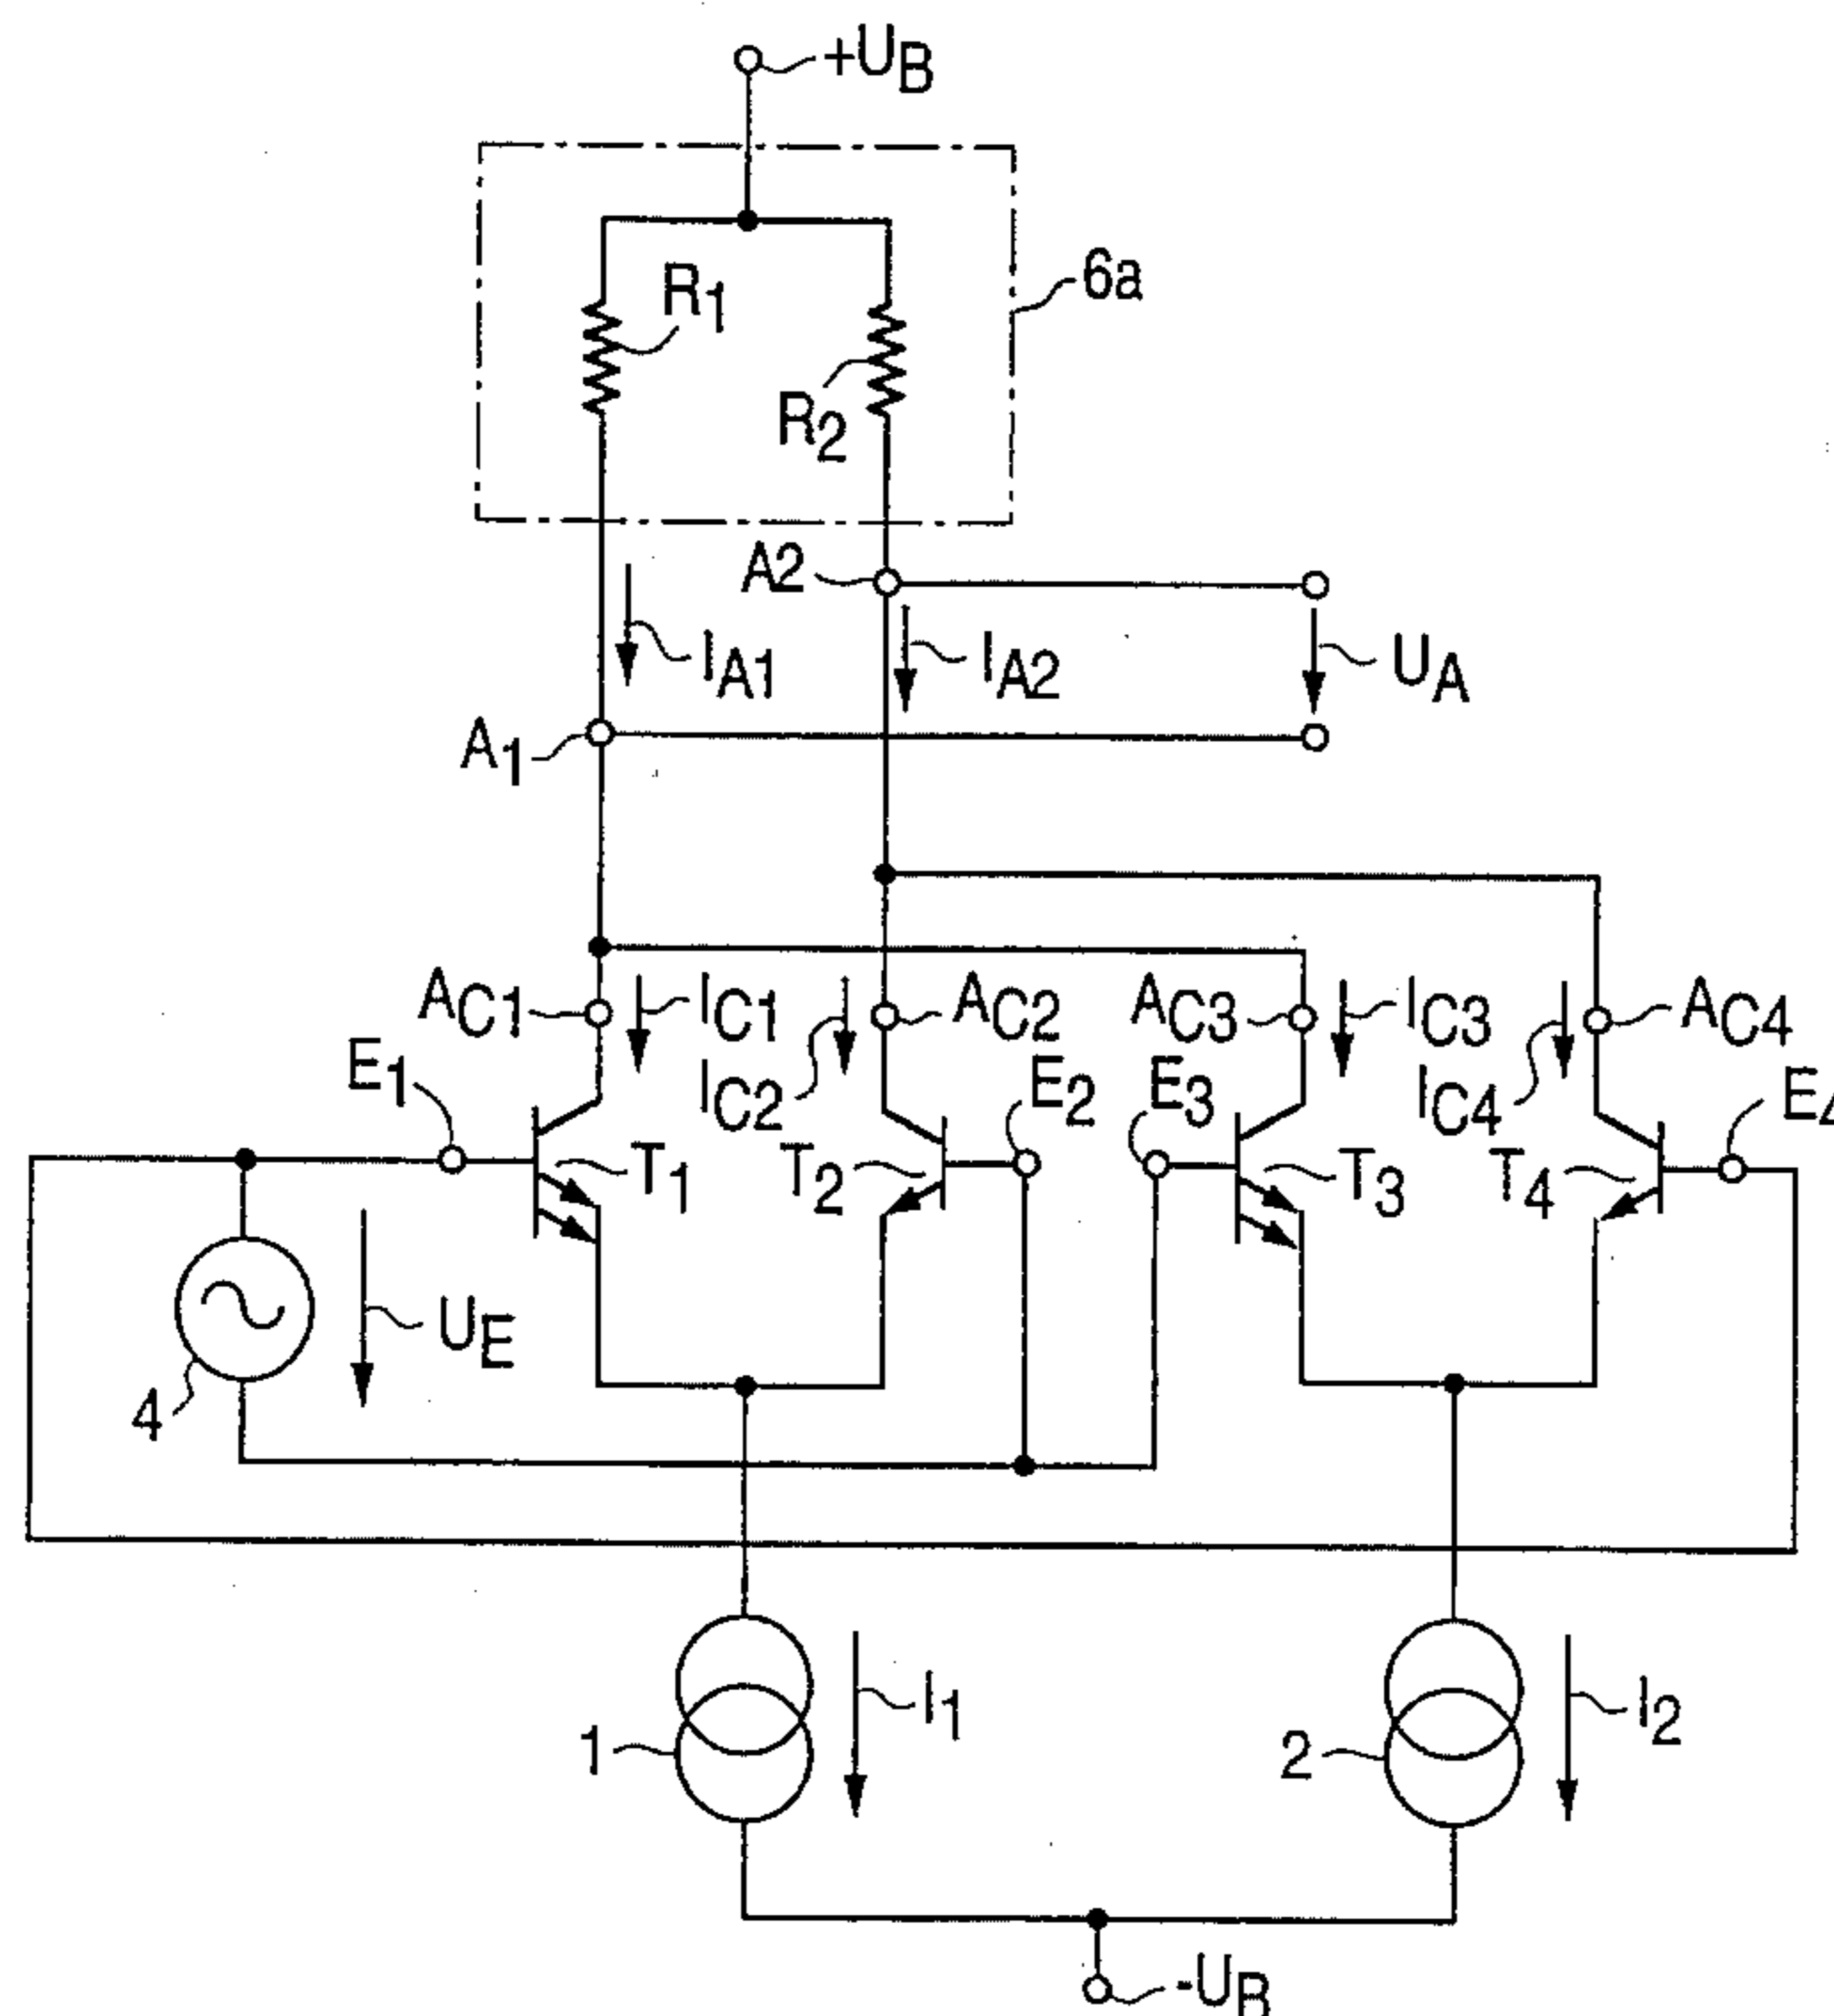 +UB
R1
6a
R2
A2
IA1
IA2
UA
A1
AC1
IC1
AC2
AC3
IC3
AC4
E1
IC2
E2
E3
IC4
E4
T1
T2
T3
T4
UE
4
I1
I2
1
2
-UB